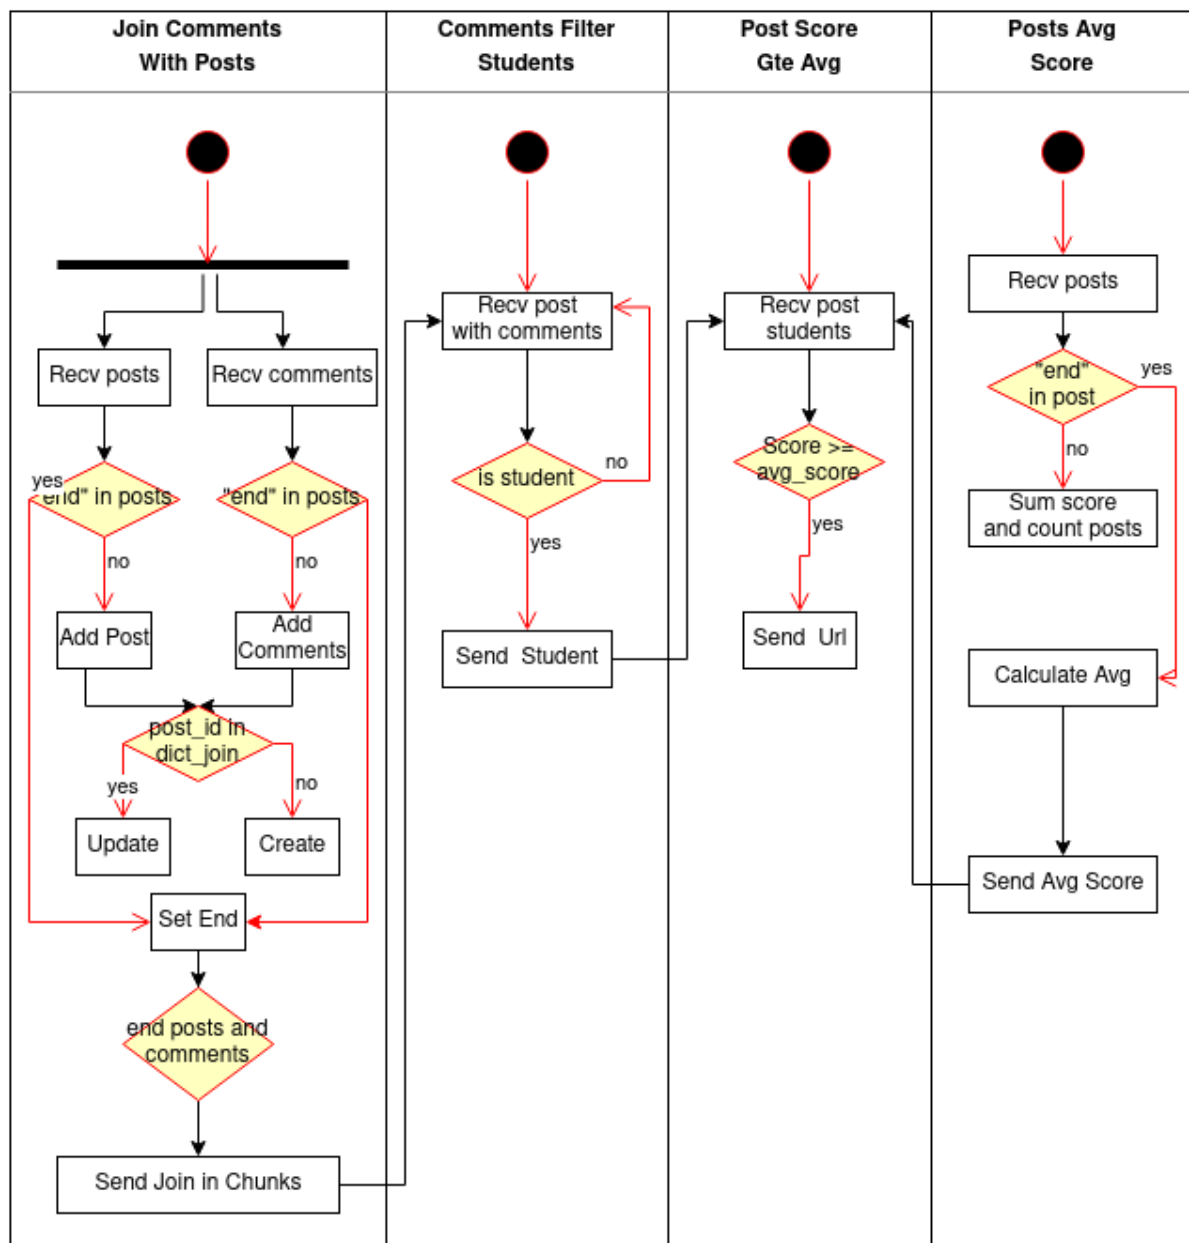 Join Comments
With Posts
Comments Filter
Students
Post Score
Gte Avg
Posts Avg
Score
Recv posts
Recv comments
yes
"end" in posts
"end" in posts
no
no
Add Post
Add
Comments
post_id in
dict_join
yes
no
Update
Create
Set End
end posts and
comments
Send Join in Chunks
Recv post
with comments
is student
no
yes
Send  Student
Recv post
students
Score >=
avg_score
yes
Send  Url
Recv posts
"end"
in post
yes
no
Sum score
and count posts
Calculate Avg
Send Avg Score